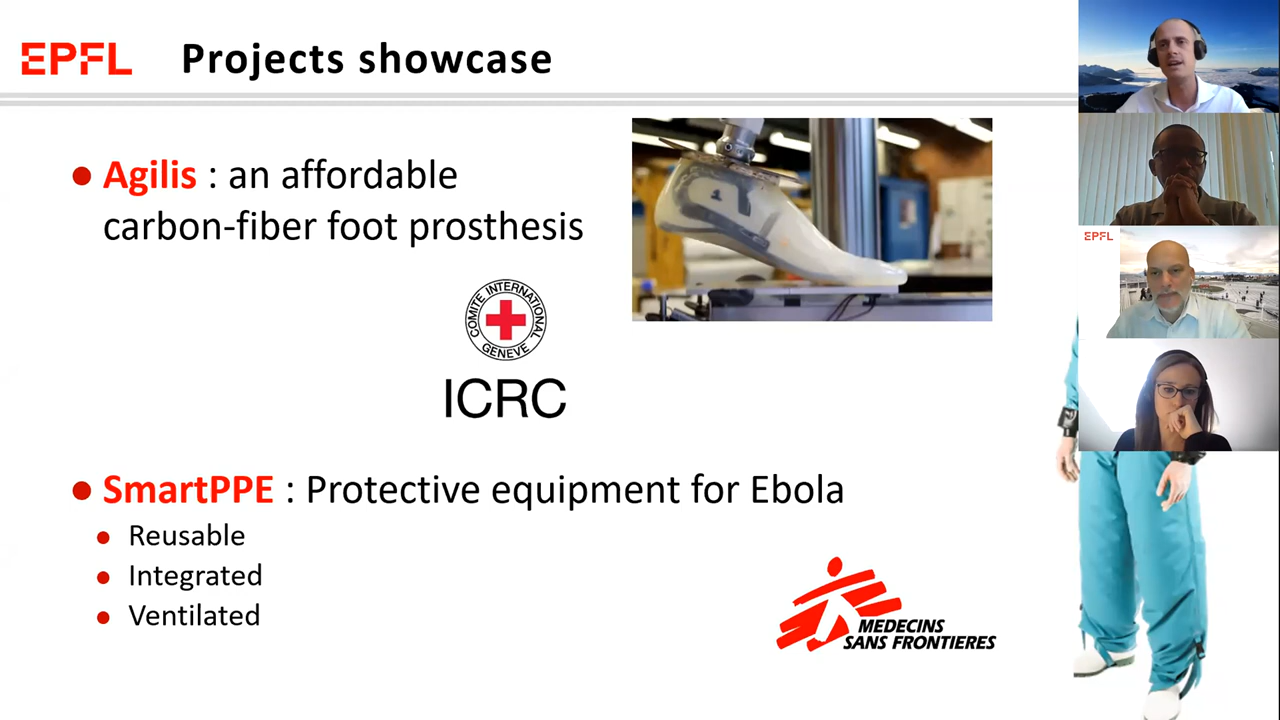 EPFL
Projects showcase
Agilis : an affordable
carbon-fiber foot prosthesis
1
COMITE INTERNATIONAL
GENEVE
ICRC
SmartPPE : Protective equipment for Ebola
Reusable
Integrated
Ventilated
MEDECINS
SANS FRONTIERES
EPFL